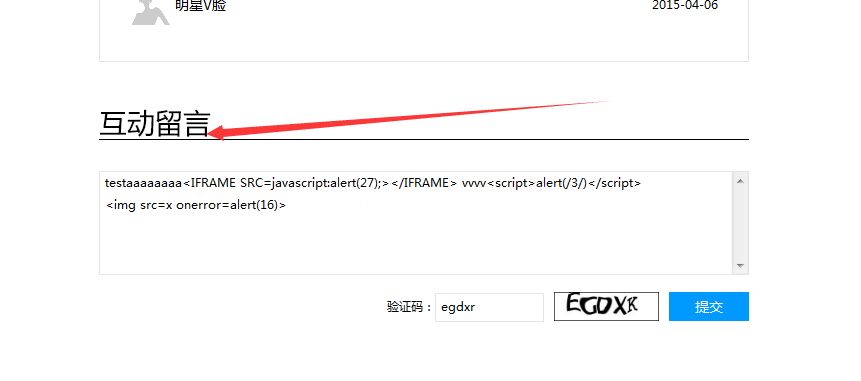 明星V脸
2015-04-06
互动留言
testaaaaaaaa<IFRAME SRC=javascript:alert(27);></IFRAME> vvvv<script>alert(/3/)</script>
<img src=x onerror=alert(16)>
验证码： egdxr EGDXR 提交